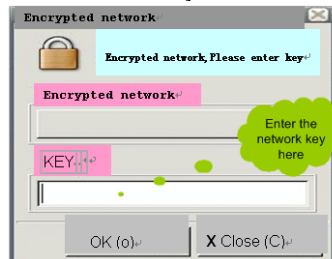 Encrypted network
Encrypted network,Please enter key
Encrypted network
Enter the
network key
here
KEY
OK (o)
X Close (C)